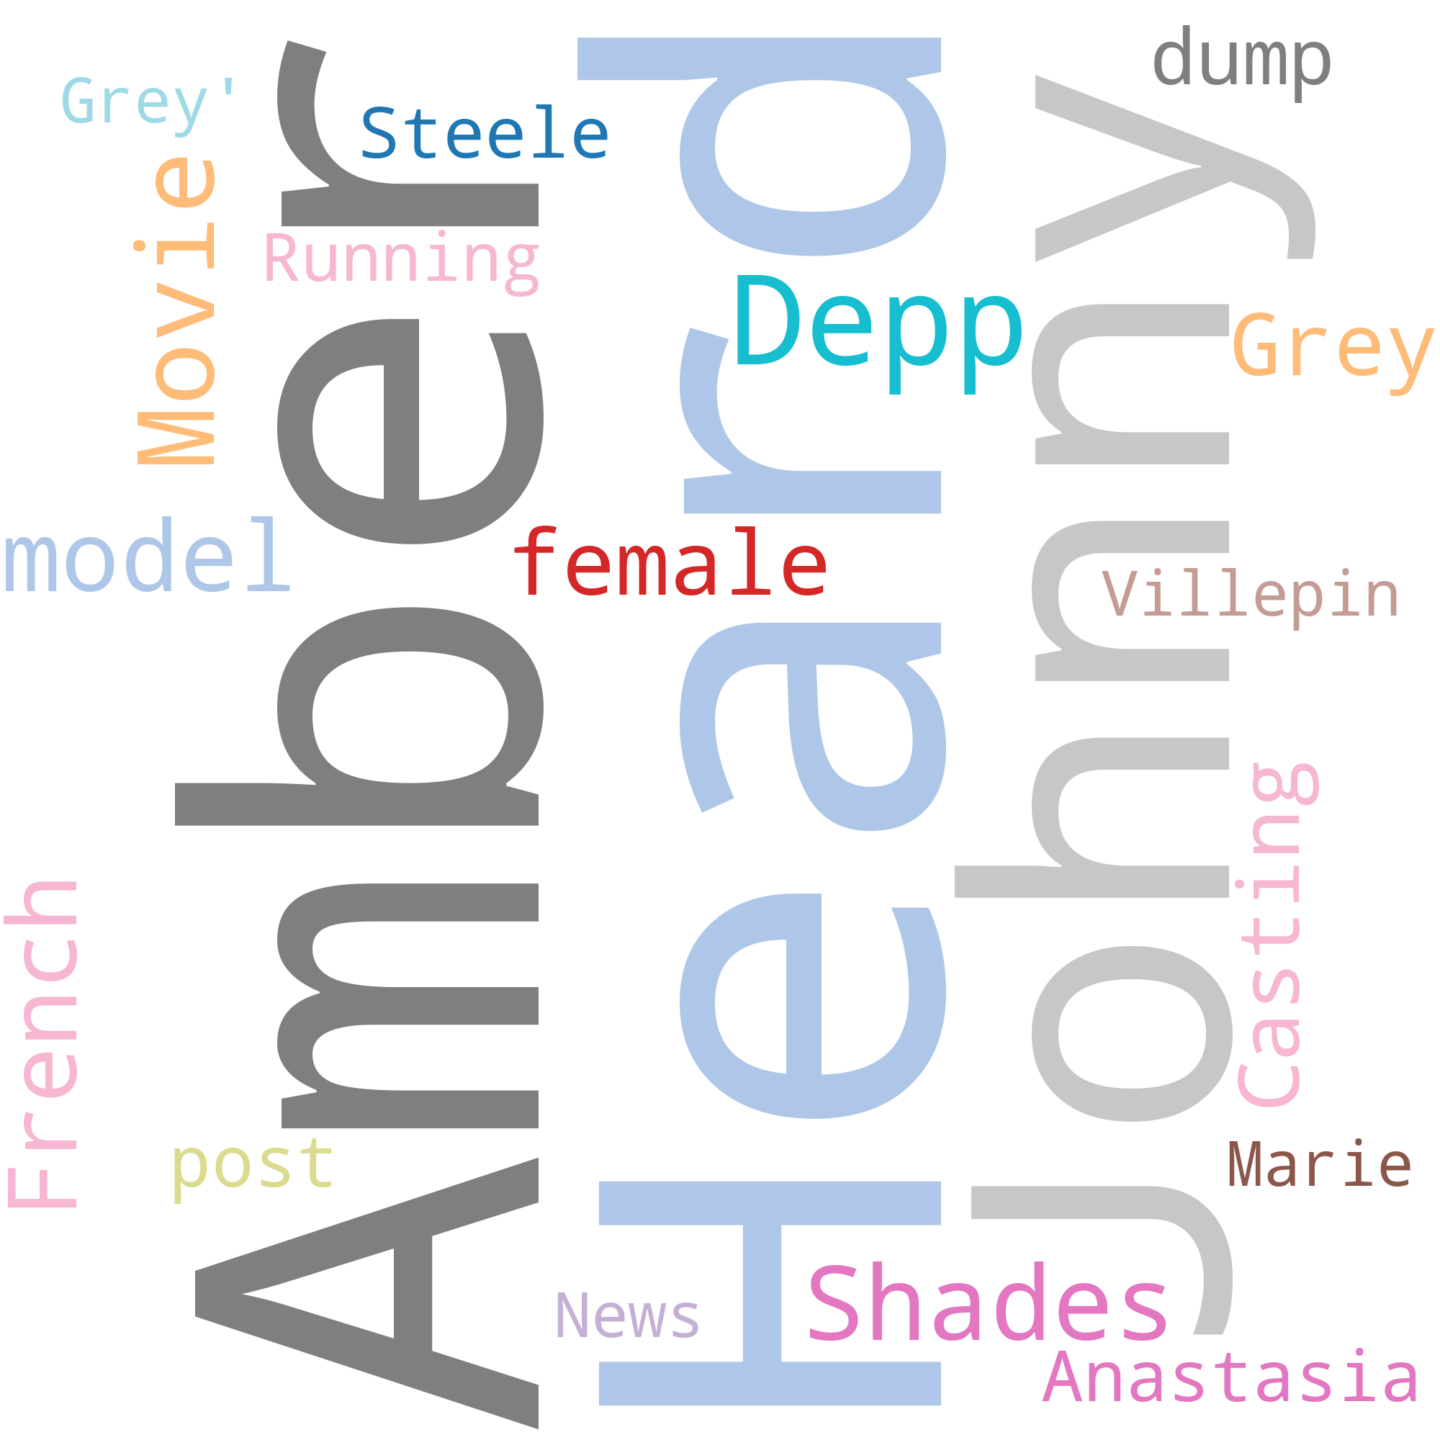 dump
Grey'
Steele
Movie
Running
Amber
Heard
Johnny
Depp
Grey
model
female
Villepin
French
Casting
post
Marie
News
Shades
Anastasia